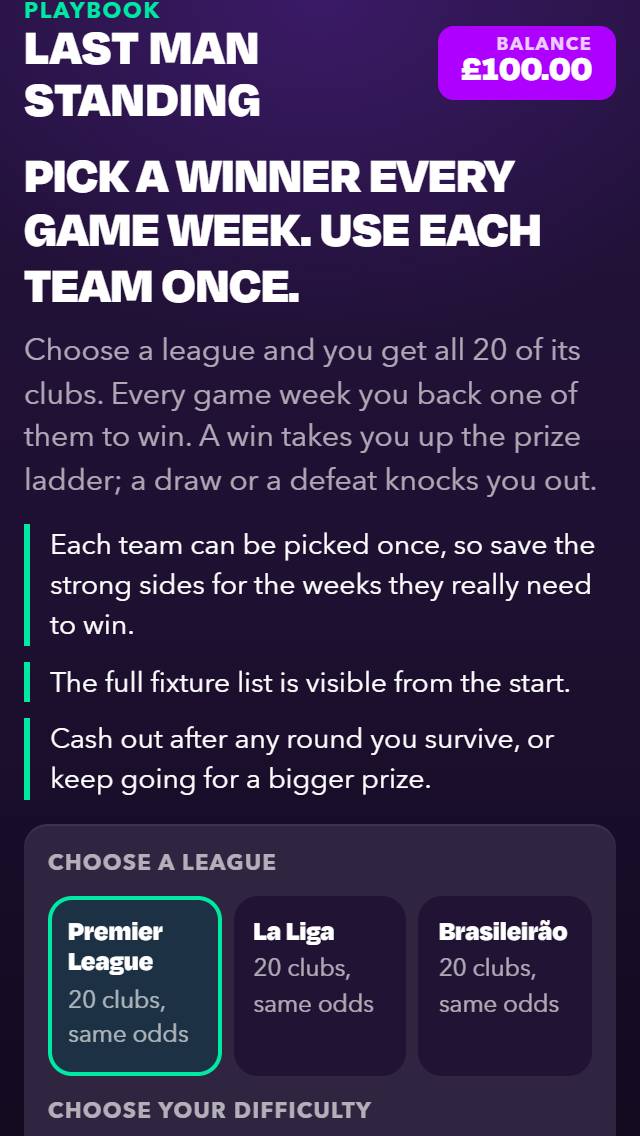 PLAYBOOK
LAST MAN
STANDING
BALANCE
£100.00
PICK A WINNER EVERY
GAME WEEK. USE EACH
TEAM ONCE.
Choose a league and you get all 20 of its
clubs. Every game week you back one of
them to win. A win takes you up the prize
ladder; a draw or a defeat knocks you out.
Each team can be picked once, so save the
strong sides for the weeks they really need
to win.
The full fixture list is visible from the start.
Cash out after any round you survive, or
keep going for a bigger prize.
CHOOSE A LEAGUE
Premier
League
20 clubs,
same odds
La Liga
20 clubs,
same odds
Brasileirão
20 clubs,
same odds
CHOOSE YOUR DIFFICULTY